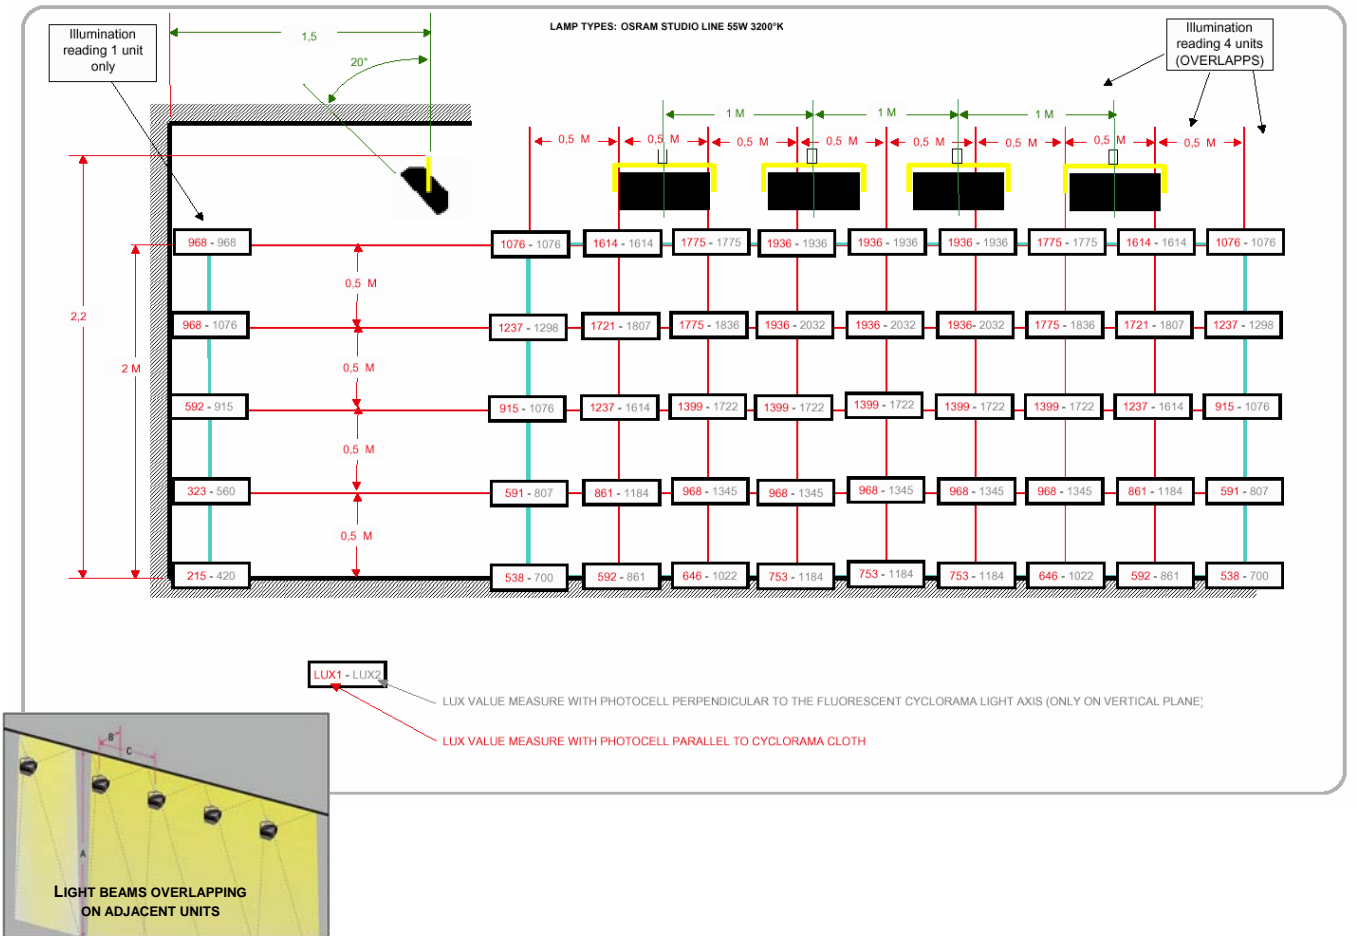 LAMP TYPES: OSRAM STUDIO LINE 55W 3200°K
Illumination
reading 1 unit
only
1,5
20°
Illumination
reading 4 units
(OVERLAPPS)
1 M
1 M
1 M
0,5 M
0,5 M
0,5 M
0,5 M
0,5 M
0,5 M
0,5 M
0,5 M
968 - 968
1076 - 1076
1614 - 1614
1775 - 1775
1936 - 1936
1936 - 1936
1936 - 1936
1775 - 1775
1614 - 1614
1076 - 1076
0,5 M
2,2
968 - 1076
1237 - 1298
1721 - 1807
1775 - 1836
1936 - 2032
1936 - 2032
1936- 2032
1775 - 1836
1721 - 1807
1237 - 1298
2 M
0,5 M
592 - 915
915 - 1076
1237 - 1614
1399 - 1722
1399 - 1722
1399 - 1722
1399 - 1722
1399 - 1722
1237 - 1614
915 - 1076
0,5 M
323 - 560
591 - 807
861 - 1184
968 - 1345
968 - 1345
968 - 1345
968 - 1345
968 - 1345
861 - 1184
591 - 807
0,5 M
215 - 420
538 - 700
592 - 861
646 - 1022
753 - 1184
753 - 1184
753 - 1184
646 - 1022
592 - 861
538 - 700
LUX1 - LUX2
LUX VALUE MEASURE WITH PHOTOCELL PERPENDICULAR TO THE FLUORESCENT CYCLORAMA LIGHT AXIS (ONLY ON VERTICAL PLANE)
LUX VALUE MEASURE WITH PHOTOCELL PARALLEL TO CYCLORAMA CLOTH
B
C
A
LIGHT BEAMS OVERLAPPING
ON ADJACENT UNITS